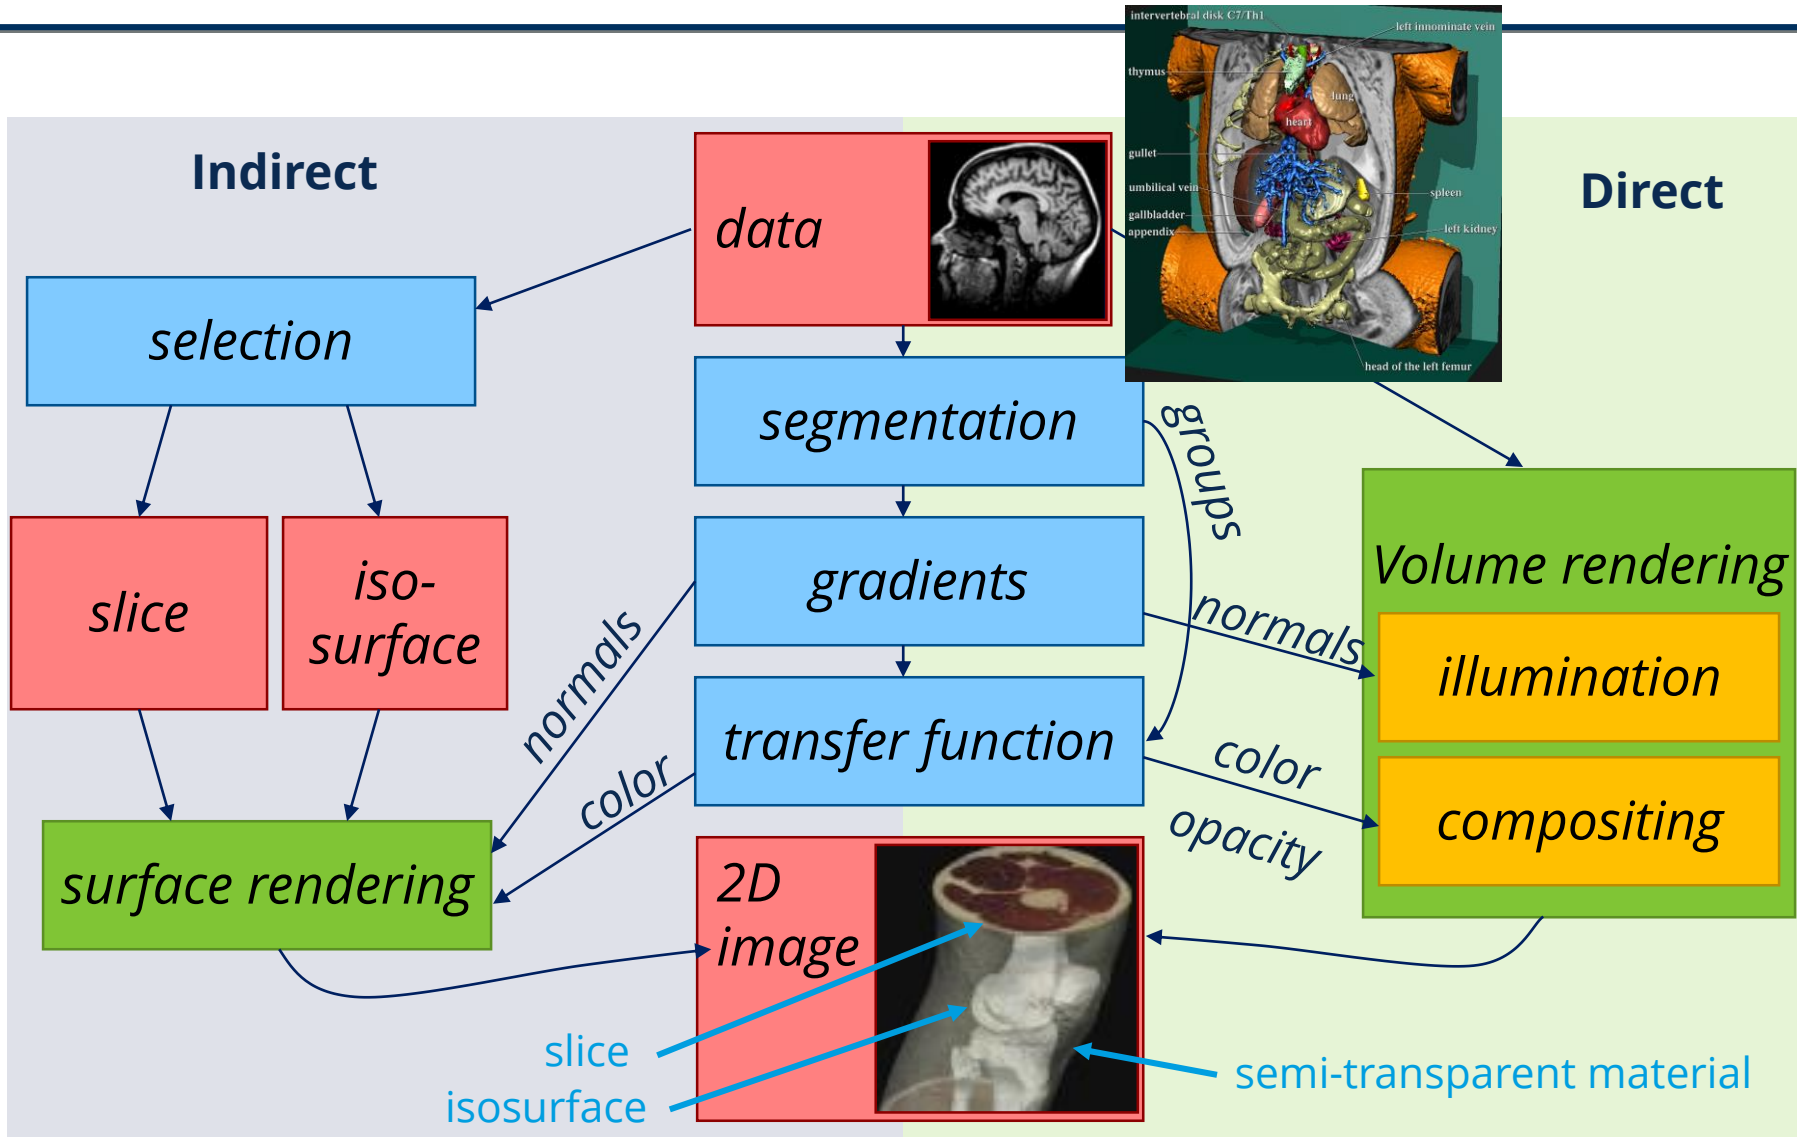 intervertebral disk C7/Th1
left innominate vein
thymus
lung
heart
gullet
umbilical vein
spleen
gallbladder
appendix
left kidney
head of the left femur
Indirect
Direct
data
selection
segmentation
groups
slice
iso-
surface
gradients
normals
normals
Volume rendering
illumination
transfer function
color
color
opacity
compositing
surface rendering
2D
image
slice
isosurface
semi-transparent material